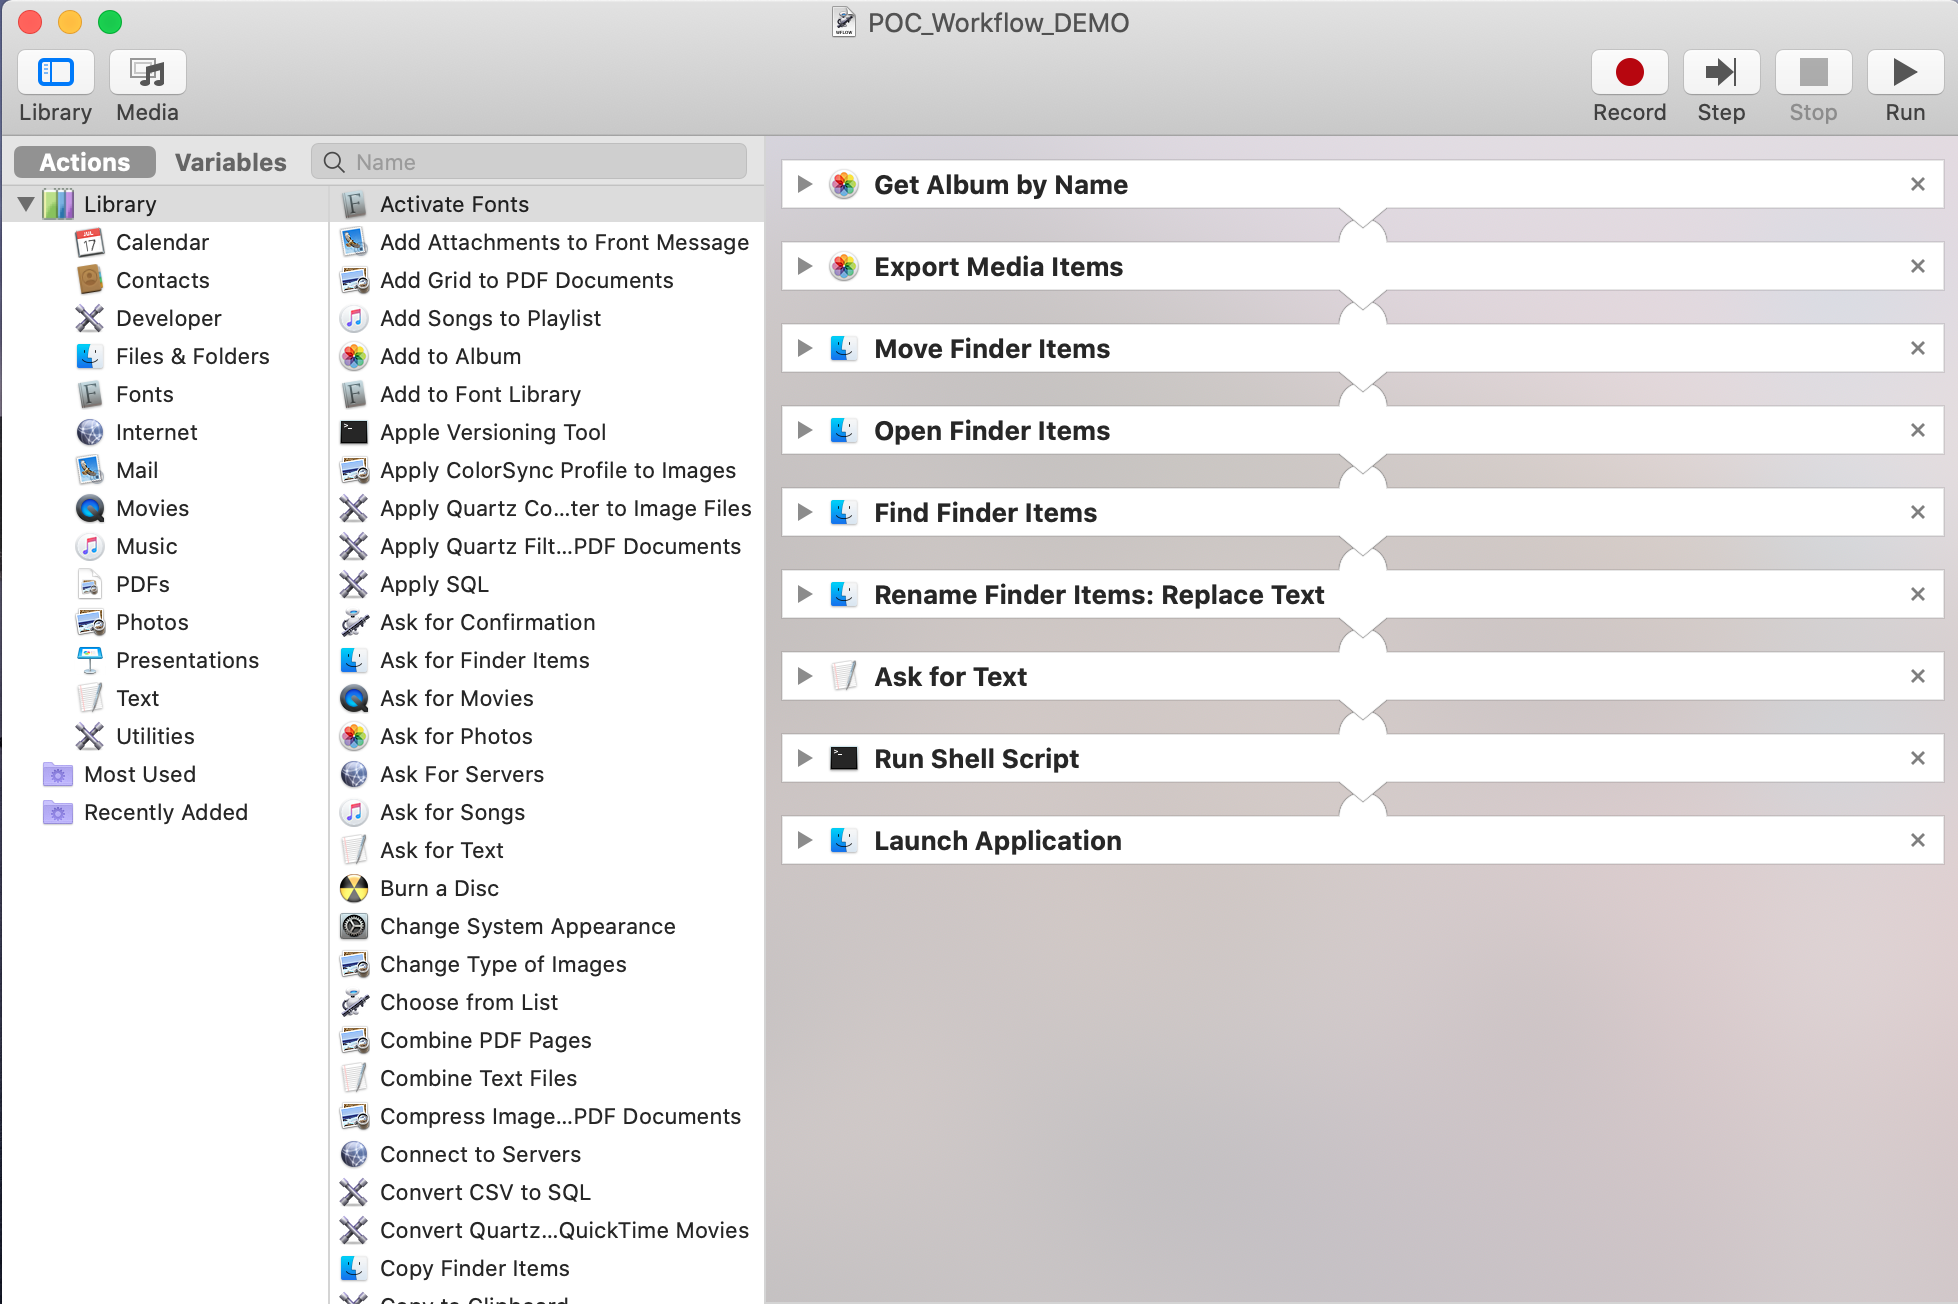 POC_Workflow_DEMO
Library
Media
Record
Step
Stop
Run
Actions
Variables
Name
Library
Calendar
Contacts
Developer
Files & Folders
Fonts
Internet
Mail
Movies
Music
PDFs
Photos
Presentations
Text
Utilities
Most Used
Recently Added
Activate Fonts
Add Attachments to Front Message
Add Grid to PDF Documents
Add Songs to Playlist
Add to Album
Add to Font Library
Apple Versioning Tool
Apply ColorSync Profile to Images
Apply Quartz Co...ter to Image Files
Apply Quartz Filt...PDF Documents
Apply SQL
Ask for Confirmation
Ask for Finder Items
Ask for Movies
Ask for Photos
Ask For Servers
Ask for Songs
Ask for Text
Burn a Disc
Change System Appearance
Change Type of Images
Choose from List
Combine PDF Pages
Combine Text Files
Compress Image...PDF Documents
Connect to Servers
Convert CSV to SQL
Convert Quartz...QuickTime Movies
Copy Finder Items
Copy to Clipboard
Get Album by Name
Export Media Items
Move Finder Items
Open Finder Items
Find Finder Items
Rename Finder Items: Replace Text
Ask for Text
Run Shell Script
Launch Application